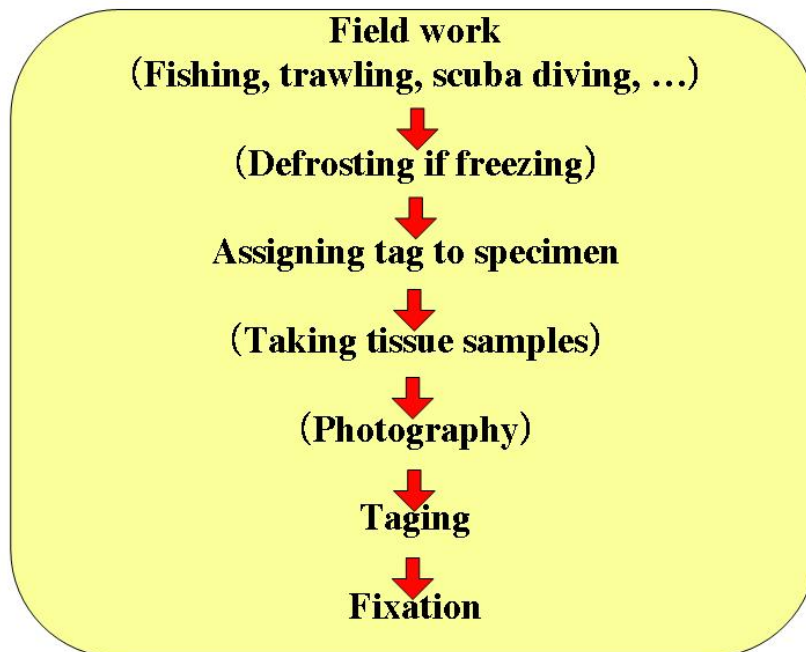 Field work
(Fishing, trawling, scuba diving, …)
(Defrosting if freezing)
Assigning tag to specimen
(Taking tissue samples)
(Photography)
Taging
Fixation